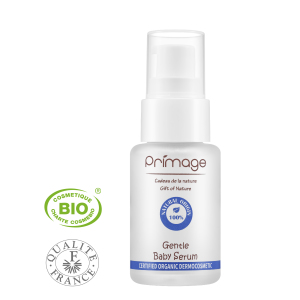 Primage
Cadeau de la nature
Gift of Nature
NATURAL ORIGIN
100%
Gentle
Baby Serum
CERTIFIED ORGANIC DERMOCOSMETIC
COSMETIQUE
BIO
®
CHARTE COSMEBIO
QUALITÉ
F
FRANCE